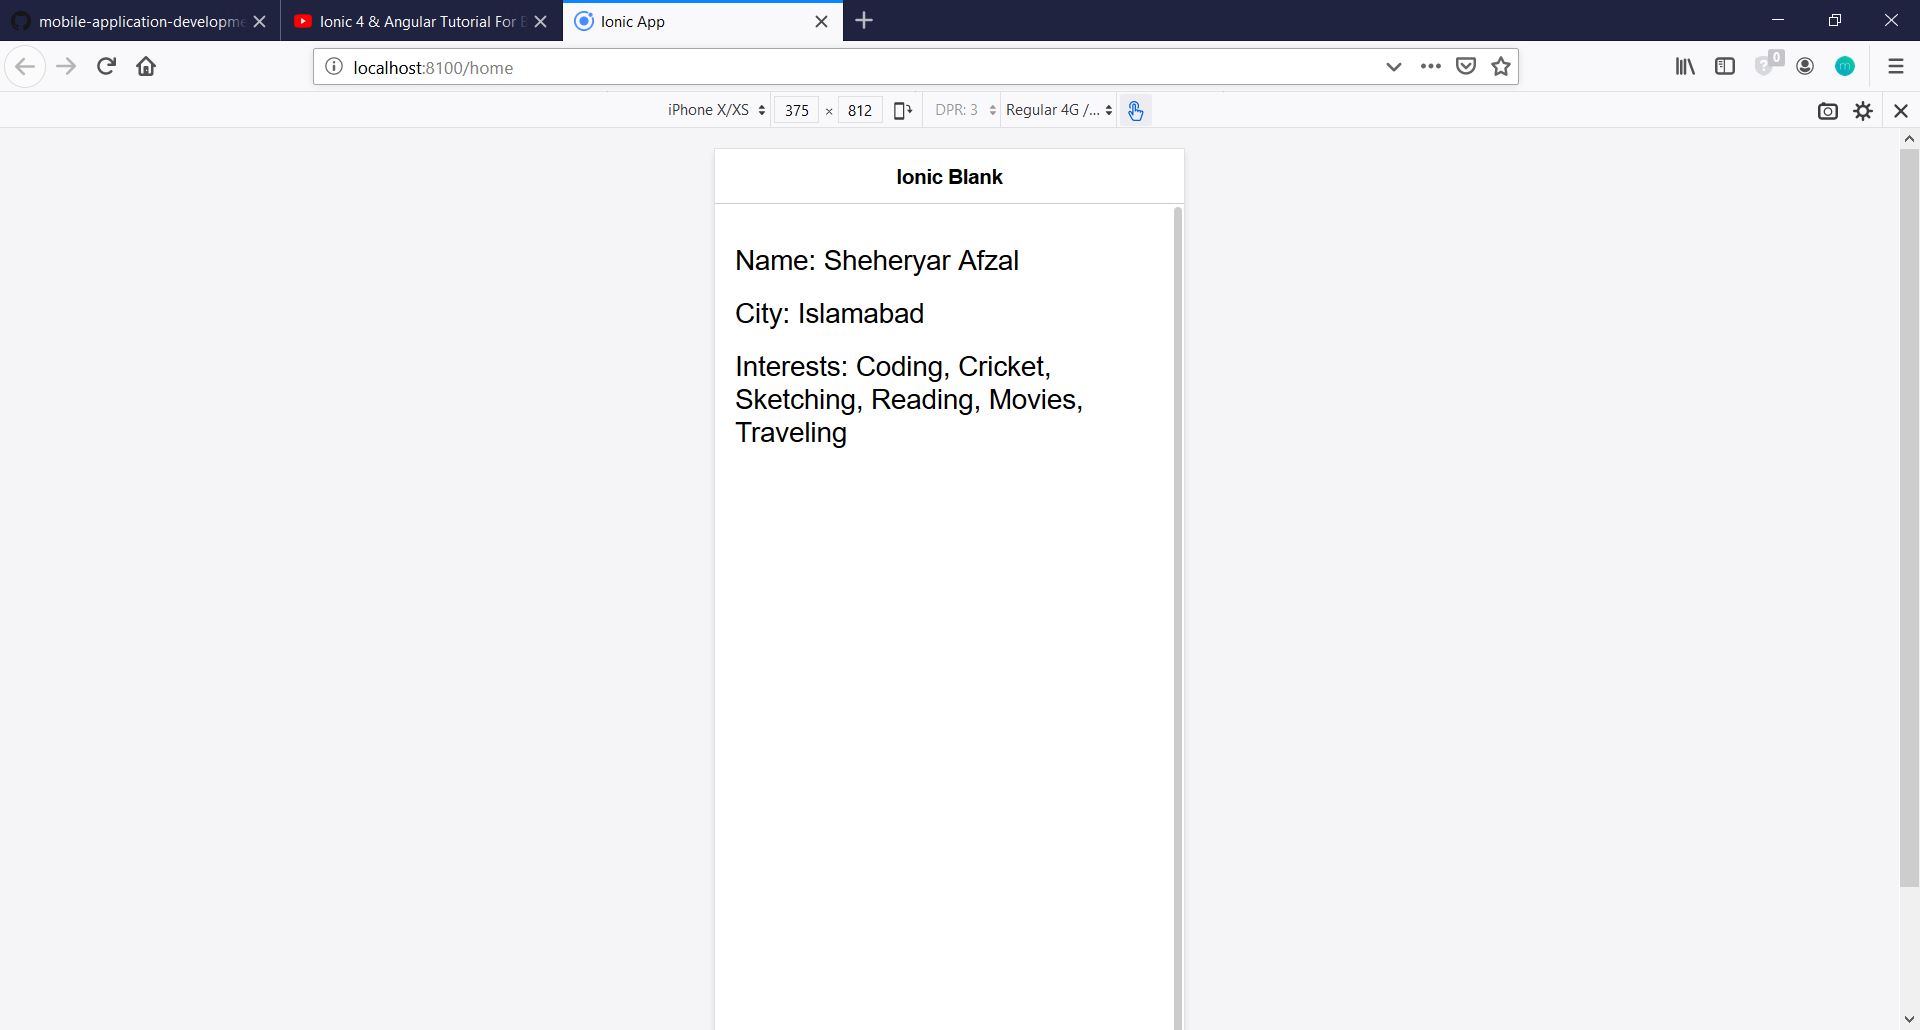 mobile-application-developme
Ionic 4 & Angular Tutorial For B
Ionic App
localhost:8100/home
0
m
iPhone X/XS
375 × 812
DPR: 3
Regular 4G /...
Ionic Blank
Name: Sheheryar Afzal
City: Islamabad
Interests: Coding, Cricket,
Sketching, Reading, Movies,
Traveling